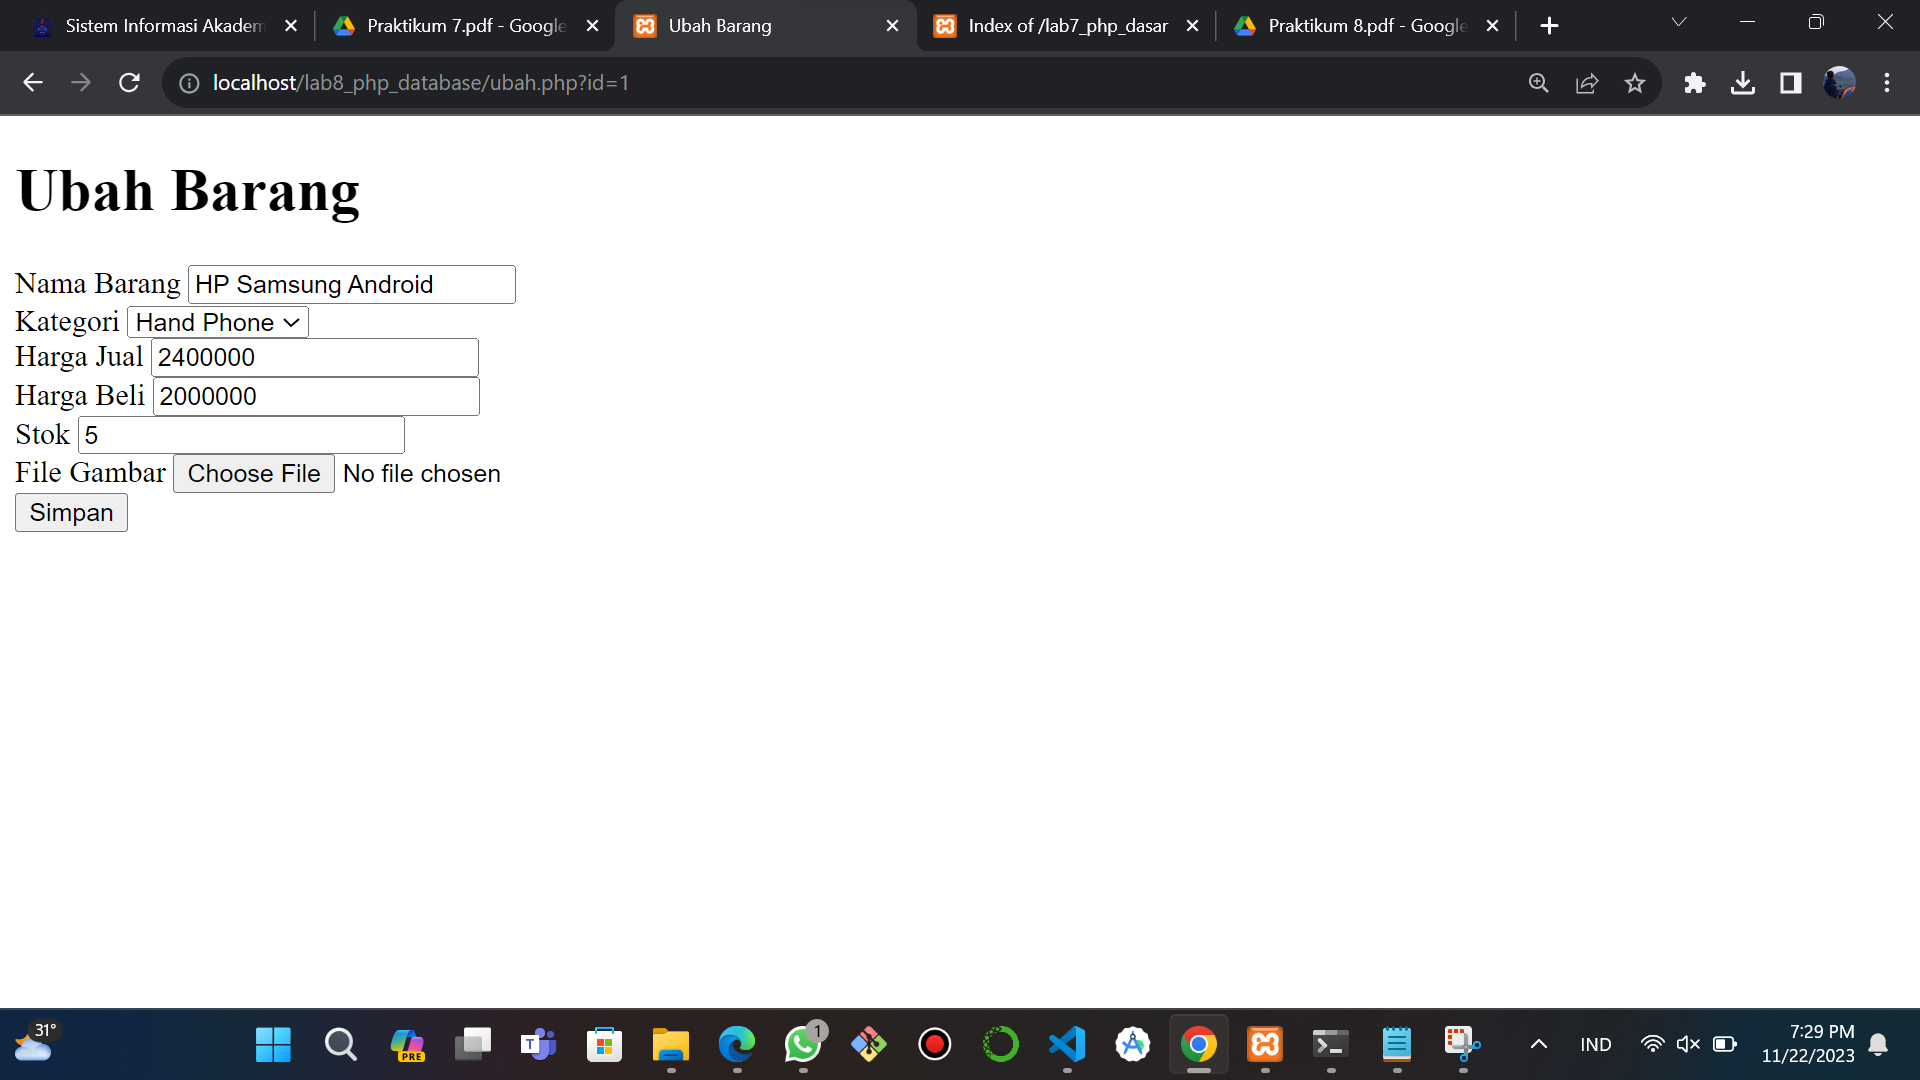 Sistem Informasi Akadem
Praktikum 7.pdf - Google
Ubah Barang
Index of /lab7_php_dasar
Praktikum 8.pdf - Google
localhost/lab8_php_database/ubah.php?id=1
Ubah Barang
Nama Barang HP Samsung Android
Kategori Hand Phone
Harga Jual 2400000
Harga Beli 2000000
Stok 5
File Gambar Choose File No file chosen
Simpan
31°
PRE
T
1
IND
7:29 PM
11/22/2023